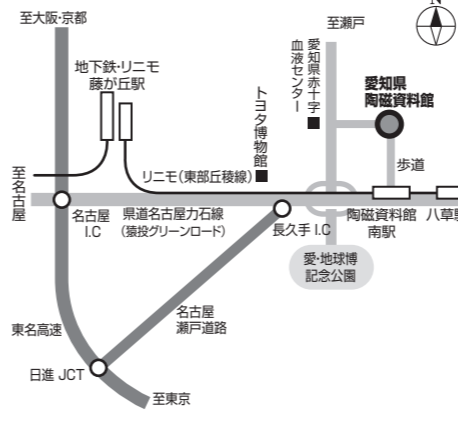 N
至大阪・京都
至瀬戸
地下鉄・リニモ
藤が丘駅
トヨタ博物館
愛知県赤十字
血液センター
愛知県
陶磁資料館
歩道
至名古屋
リニモ(東部丘稜線)
名古屋
I.C
県道名古屋力石線
(猿投グリーンロード)
長久手 I.C
陶磁資料館
南駅
八草駅
愛・地球博
記念公園
名古屋
瀬戸道路
東名高速
日進 JCT
至東京